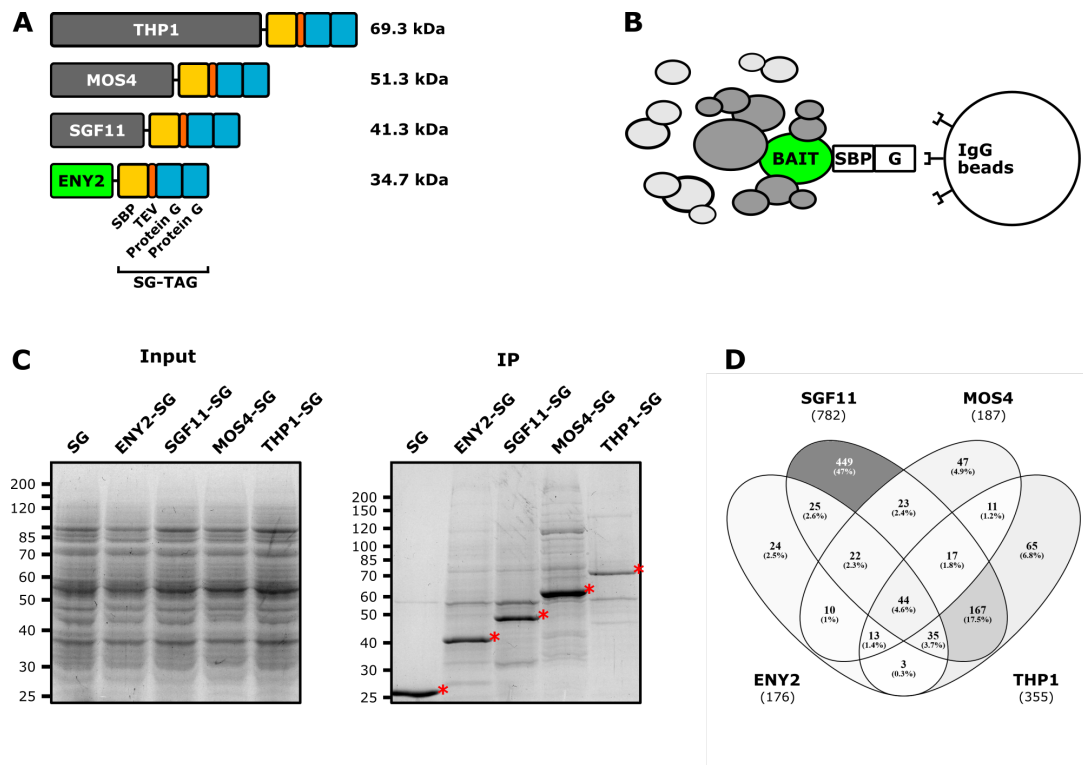 A
THP1
69.3 kDa
MOS4
51.3 kDa
SGF11
41.3 kDa
ENY2
34.7 kDa
SBP
TEV
Protein G
Protein G
SG-TAG
B
BAIT
SBP
G
IgG
beads
C
Input
SG
ENY2-SG
SGF11-SG
MOS4-SG
THP1-SG
200
120
85
70
60
50
40
30
25
IP
SG
ENY2-SG
SGF11-SG
MOS4-SG
THP1-SG
200
150
120
100
85
70
60
50
40
30
25
*
*
*
*
*
D
SGF11
(782)
MOS4
(187)
449
(47%)
47
(4.9%)
25
(2.6%)
23
(2.4%)
11
(1.2%)
24
(2.5%)
22
(2.3%)
17
(1.8%)
65
(6.8%)
10
(1%)
44
(4.6%)
167
(17.5%)
13
(1.4%)
35
(3.7%)
3
(0.3%)
ENY2
(176)
THP1
(355)